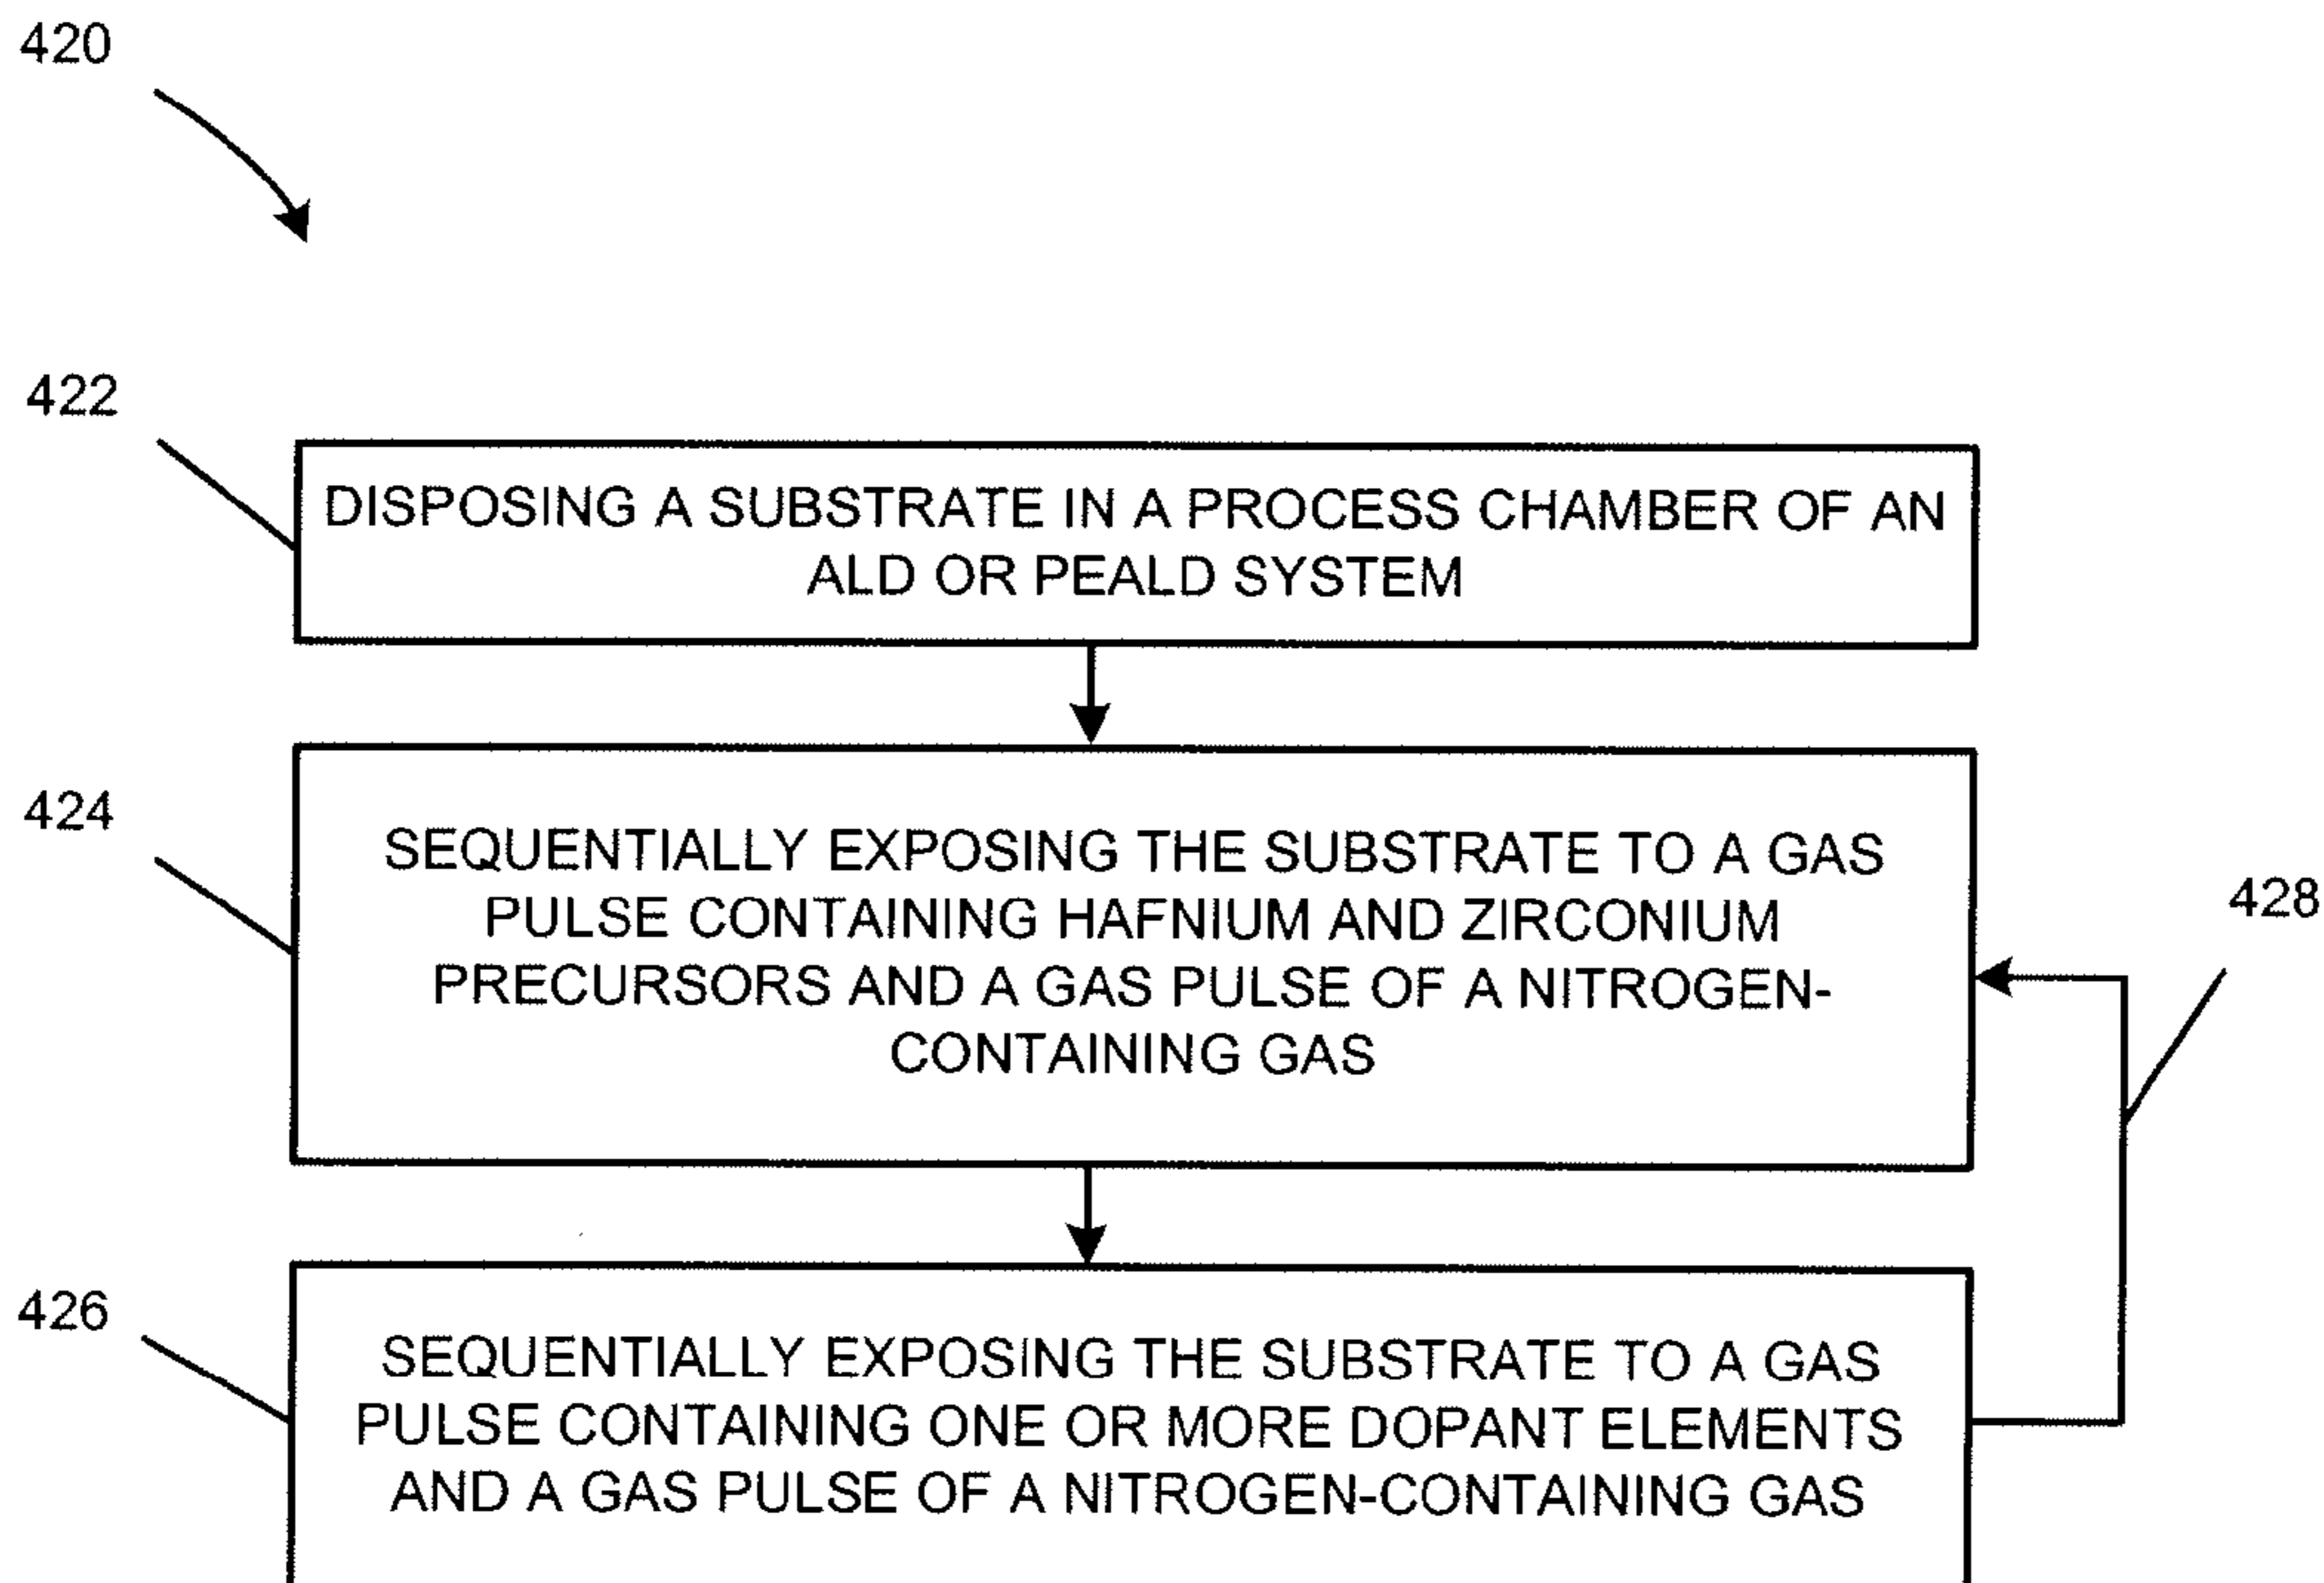 420
422
DISPOSING A SUBSTRATE IN A PROCESS CHAMBER OF AN
ALD OR PEALD SYSTEM
424
SEQUENTIALLY EXPOSING THE SUBSTRATE TO A GAS
PULSE CONTAINING HAFNIUM AND ZIRCONIUM
PRECURSORS AND A GAS PULSE OF A NITROGEN-
CONTAINING GAS
428
426
SEQUENTIALLY EXPOSING THE SUBSTRATE TO A GAS
PULSE CONTAINING ONE OR MORE DOPANT ELEMENTS
AND A GAS PULSE OF A NITROGEN-CONTAINING GAS